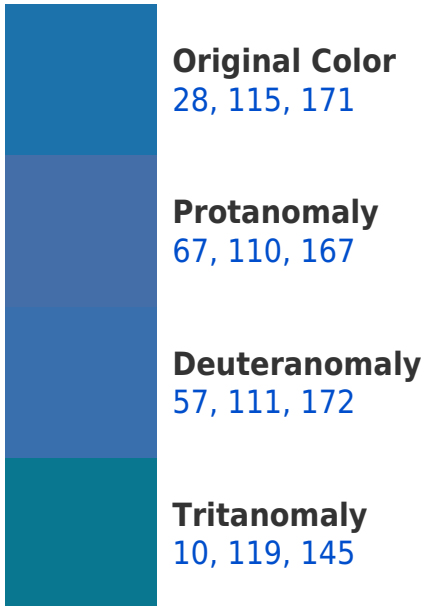 Original Color
28, 115, 171
Protanomaly
67, 110, 167
Deuteranomaly
57, 111, 172
Tritanomaly
10, 119, 145